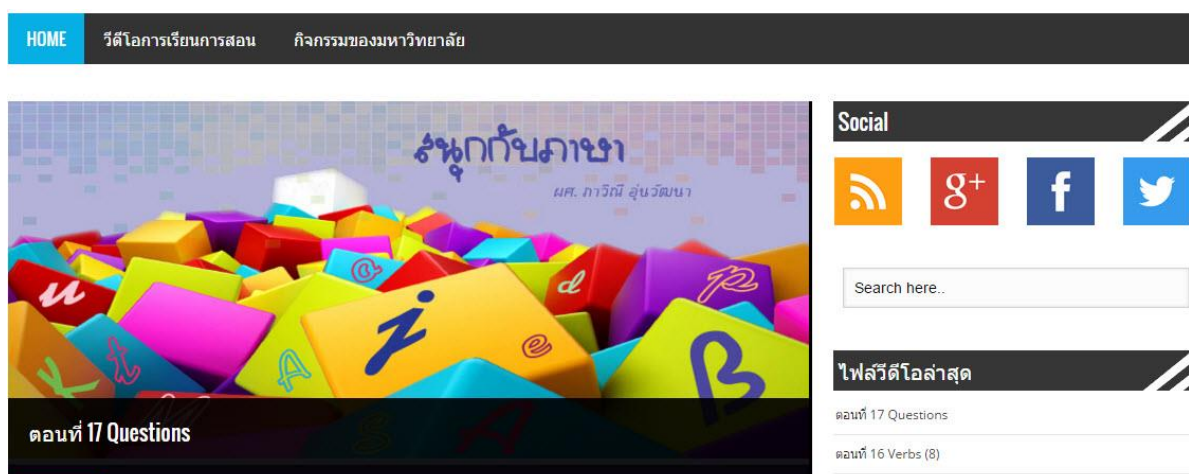 HOME วีดีโอการเรียนการสอน กิจกรรมของมหาวิทยาลัย
สนุกกับภาษา
ผศ. ภาวิณี อุ่นวัฒนา
u
@
d
p
i
k
t
A
e
B
ตอนที่ 17 Questions
Social
g+
f
Search here..
ไฟล์วีดีโอล่าสุด
ตอนที่ 17 Questions
ตอนที่ 16 Verbs (8)